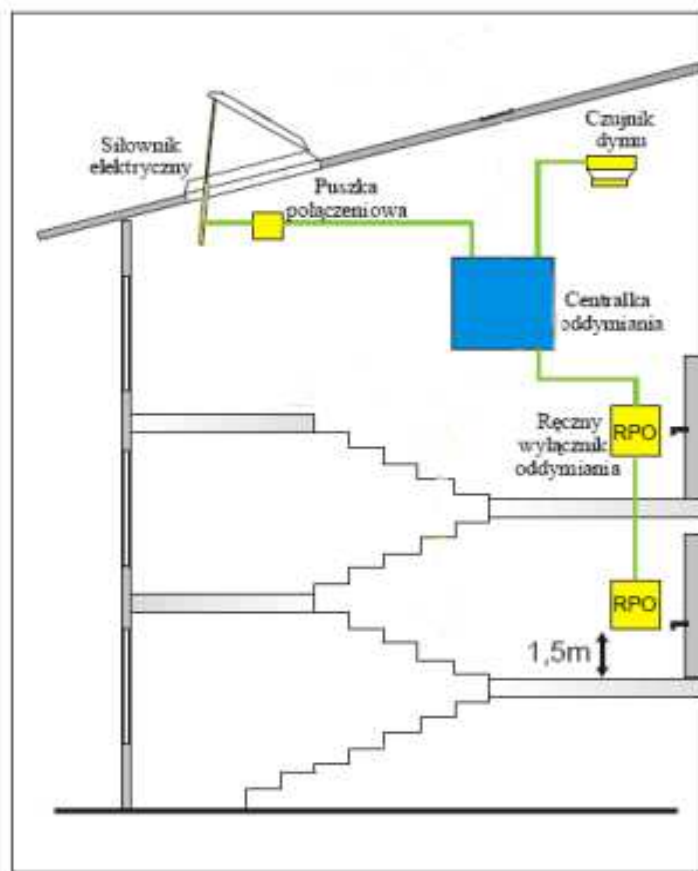 Siłownik
elektryczny
Puszka
połączeniowa
Czujnik
dymu
Centralka
oddymiania
Ręczny
wyłącznik
oddymiania
RPO
RPO
1,5m